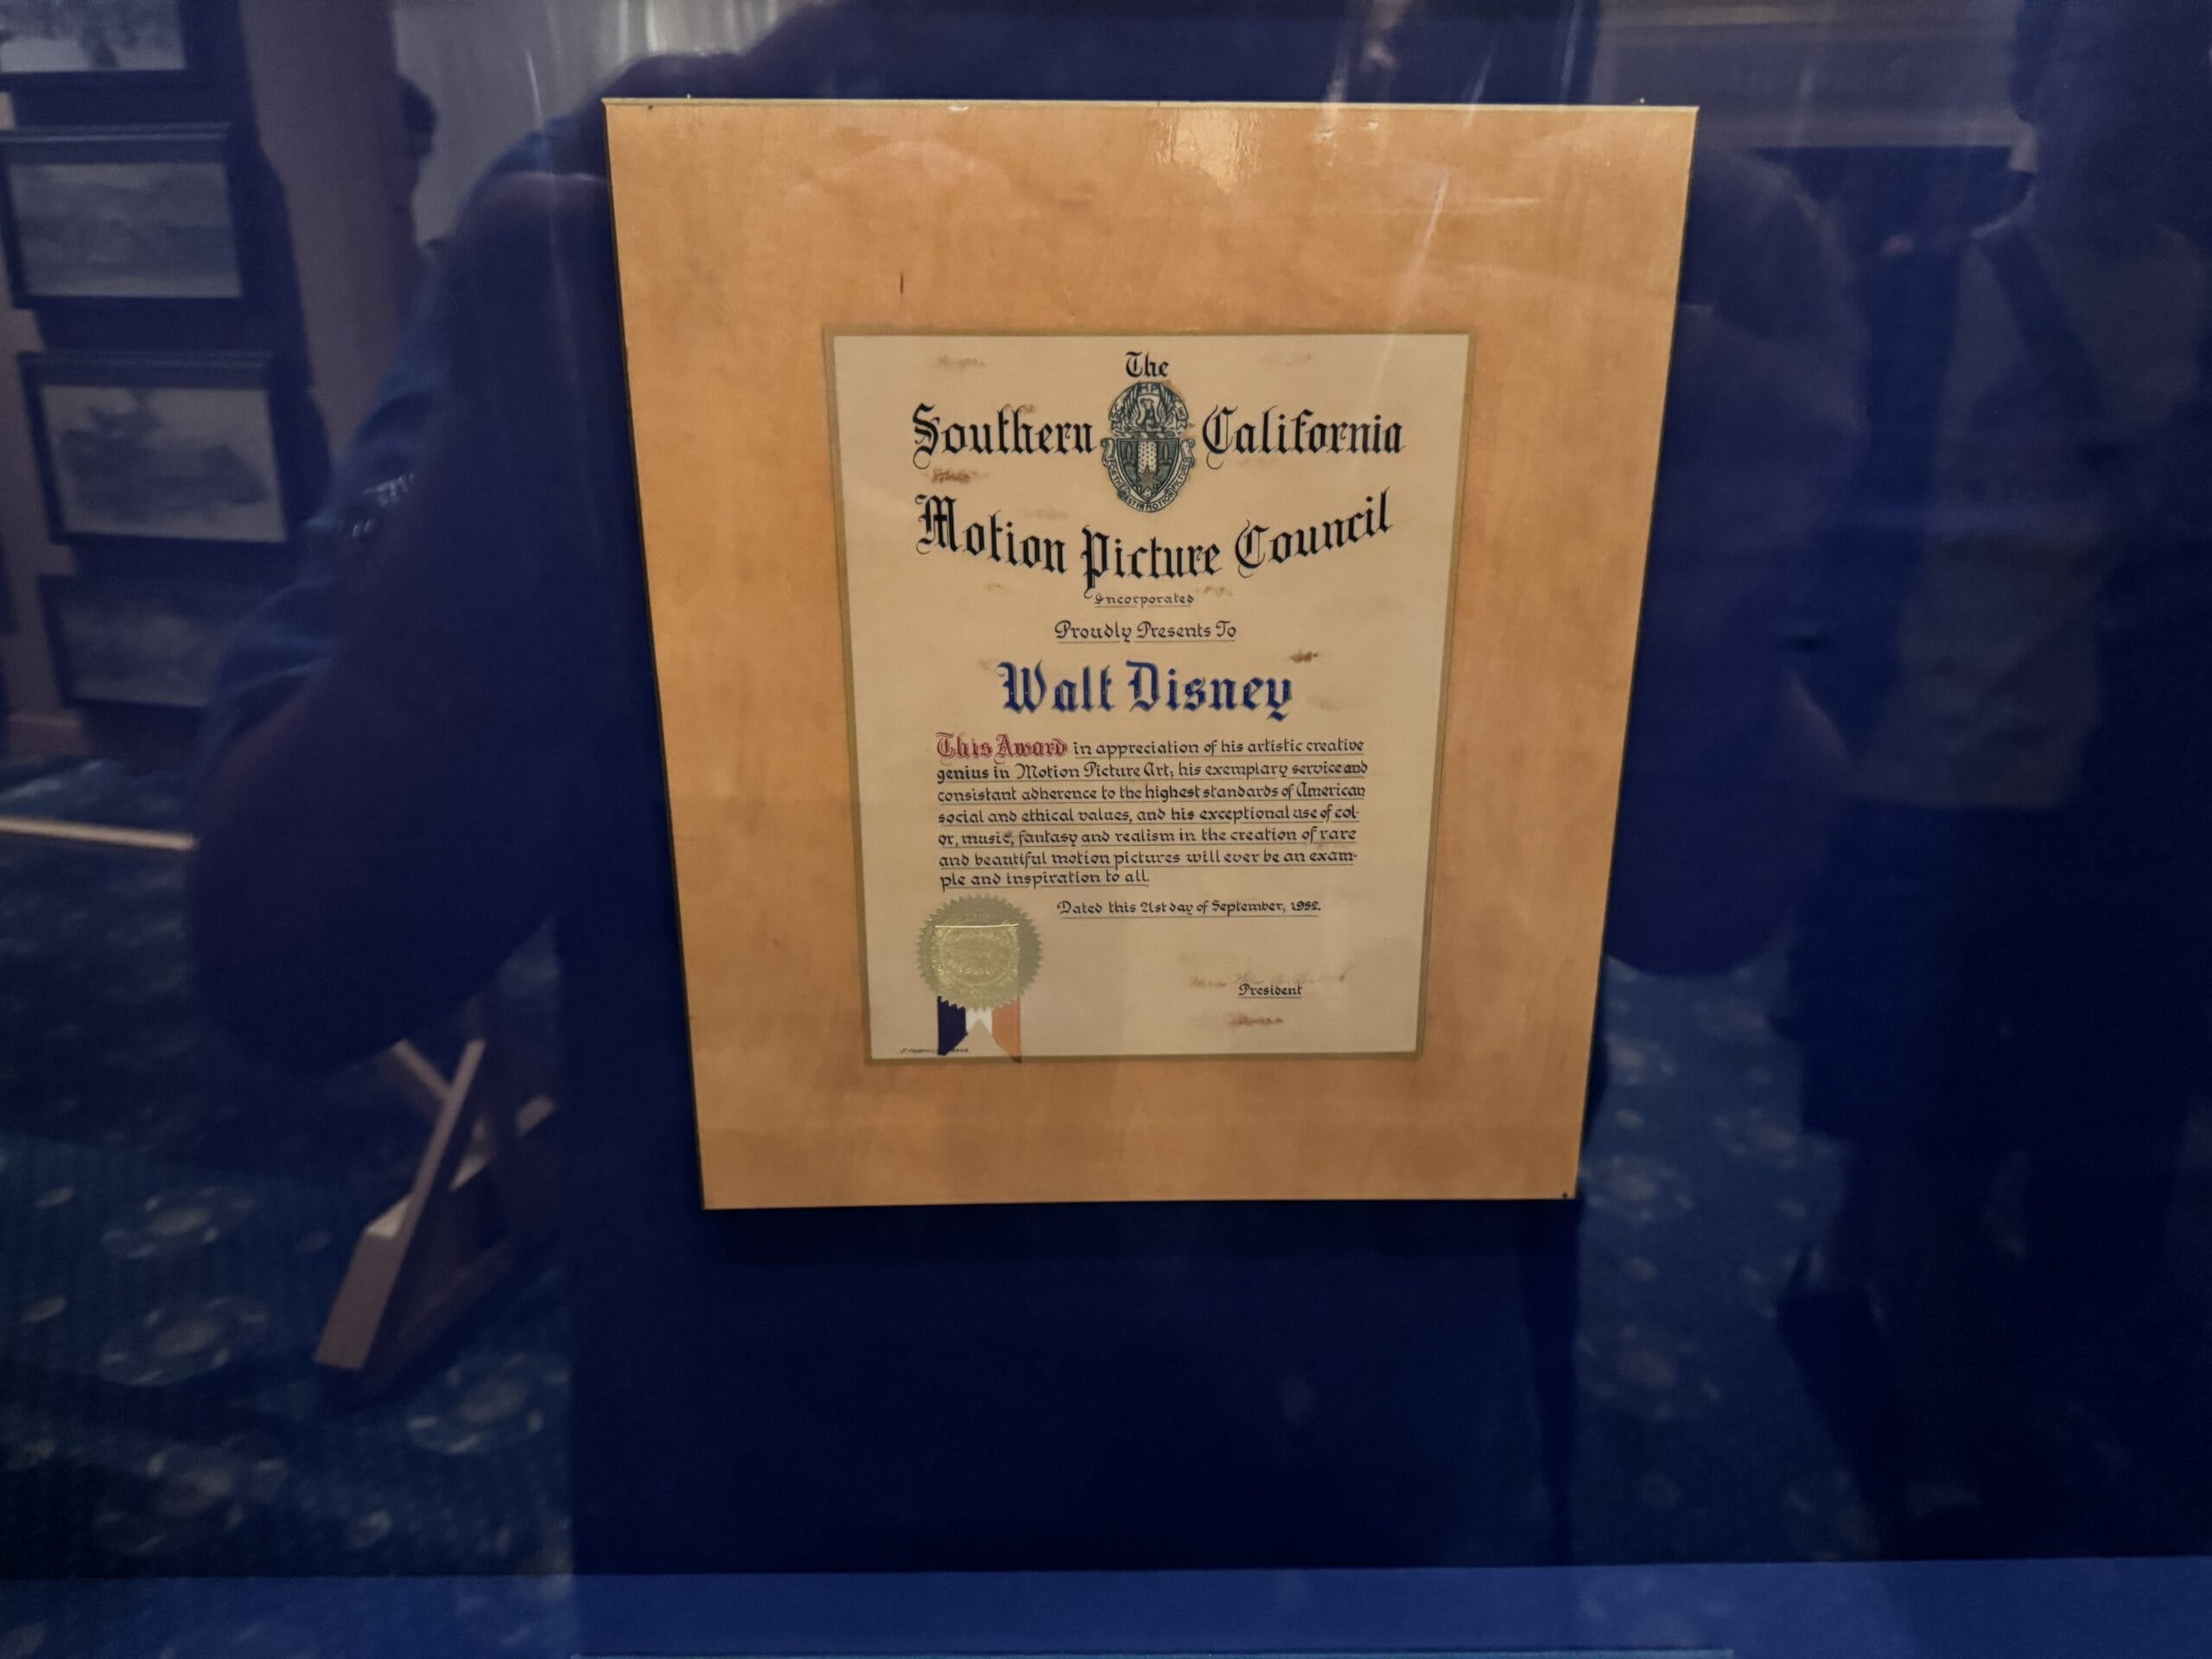 The
Southern California
Motion Picture Council
Incorporated
Proudly Presents To
Walt Disney
This Award in appreciation of his artistic creative
genius in Motion Picture Art, his exemplary service and
consistant adherence to the highest standards of American
social and ethical values, and his exceptional use of col-
or, music, fantasy and realism in the creation of rare
and beautiful motion pictures will ever be an exam-
ple and inspiration to all.
Dated this 21st day of September, 1952.
President